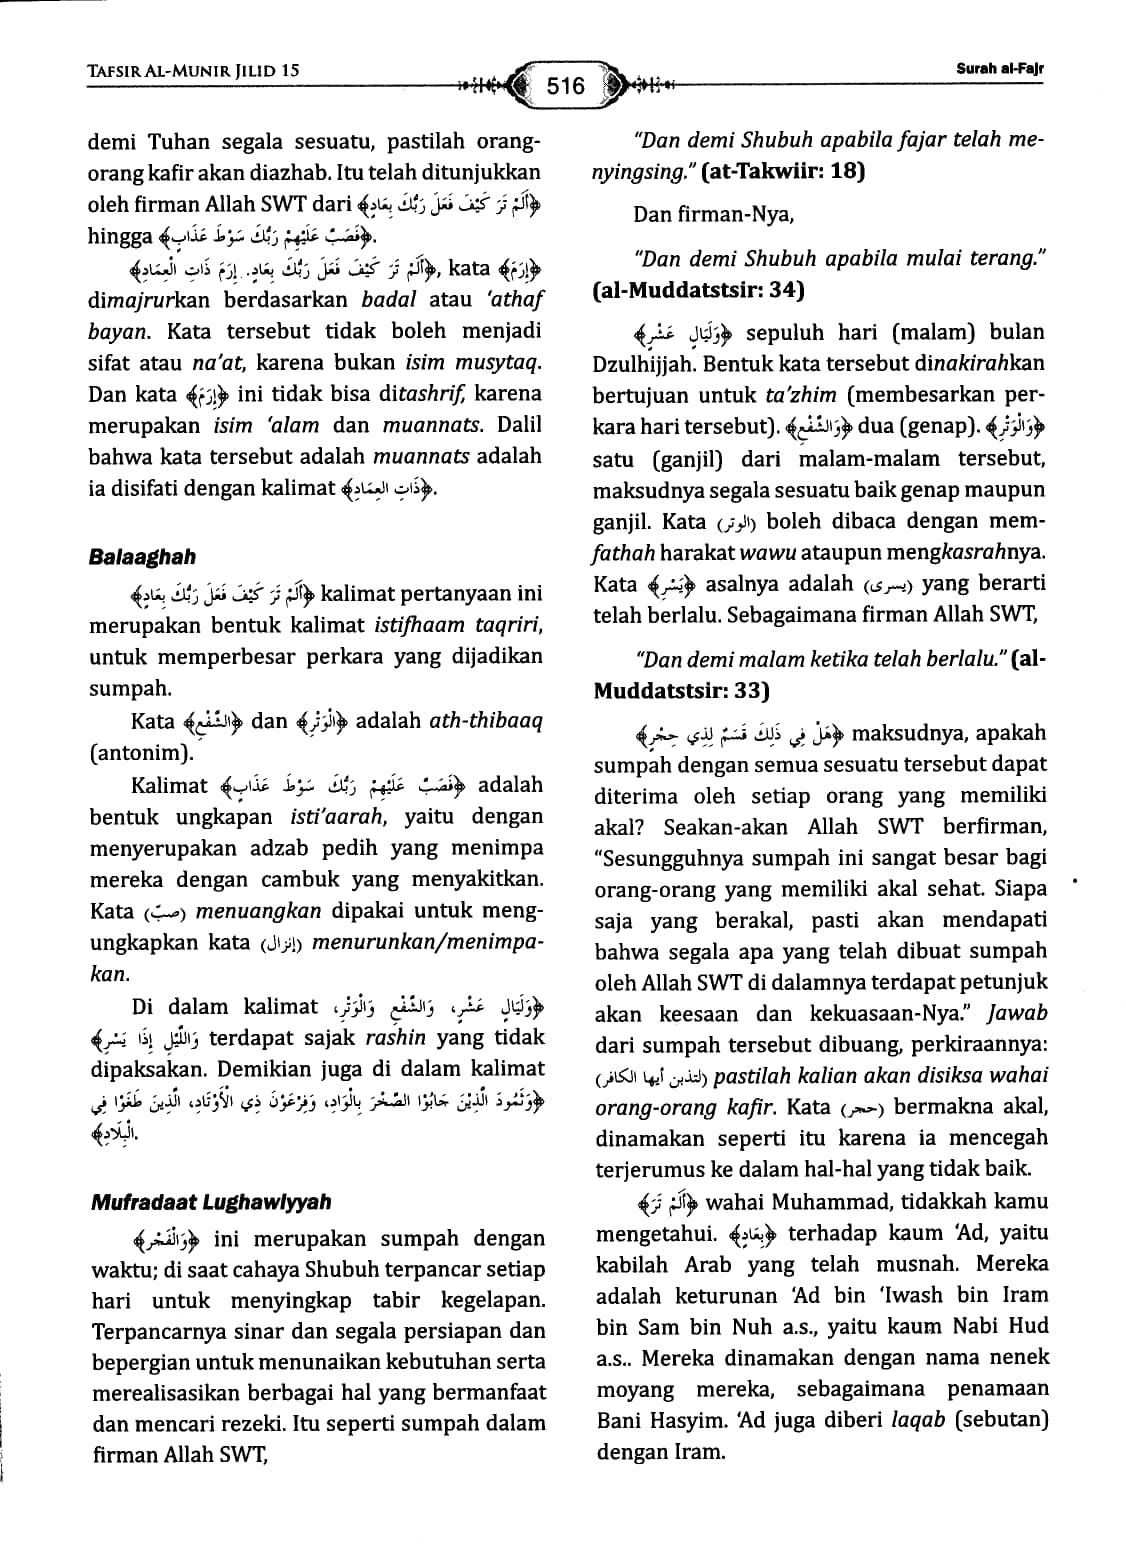 TAFSIR AL-MUNIR JILID 15
516
Surah al-Fajr
demi Tuhan segala sesuatu, pastilah orang-
orang kafir akan diazhab. Itu telah ditunjukkan
oleh firman Allah SWT dari ﴿أَلَمْ تَرَ كَيْفَ فَعَلَ رَبُّكَ بِعَادٍ﴾
hingga ﴿فَصَبَّ عَلَيْهِمْ رَبُّكَ سَوْطَ عَذَابٍ﴾.
﴿أَلَمْ تَرَ كَيْفَ فَعَلَ رَبُّكَ بِعَادٍ. إِرَمَ ذَاتِ الْعِمَادِ﴾, kata ﴿إِرَمَ﴾
dimajrurkan berdasarkan badal atau ‘athaf
bayan. Kata tersebut tidak boleh menjadi
sifat atau na’at, karena bukan isim musytaq.
Dan kata ﴿إِرَمَ﴾ ini tidak bisa ditashrif, karena
merupakan isim ‘alam dan muannats. Dalil
bahwa kata tersebut adalah muannats adalah
ia disifati dengan kalimat ﴿ذَاتِ العِمَادِ﴾.
Balaaghah
﴿أَلَمْ تَرَ كَيْفَ فَعَلَ رَبُّكَ بِعَادٍ﴾ kalimat pertanyaan ini
merupakan bentuk kalimat istifhaam taqriri,
untuk memperbesar perkara yang dijadikan
sumpah.
Kata ﴿الشَّفْعِ﴾ dan ﴿الْوَتْرِ﴾ adalah ath-thibaaq
(antonim).
Kalimat ﴿فَصَبَّ عَلَيْهِمْ رَبُّكَ سَوْطَ عَذَابٍ﴾ adalah
bentuk ungkapan isti’aarah, yaitu dengan
menyerupakan adzab pedih yang menimpa
mereka dengan cambuk yang menyakitkan.
Kata (صبّ) menuangkan dipakai untuk meng-
ungkapkan kata (إنزال) menurunkan/menimpa-
kan.
Di dalam kalimat ﴿وَلَيَالٍ عَشْرٍ، وَالشَّفْعِ وَالْوَتْرِ،
وَاللَّيْلِ إِذَا يَسْرِ﴾ terdapat sajak rashin yang tidak
dipaksakan. Demikian juga di dalam kalimat
﴿وَثَمُودَ الَّذِينَ جَابُوا الصَّخْرَ بِالْوَادِ، وَفِرْعَوْنَ ذِي الأَوْتَادِ، الَّذِينَ طَغَوْا فِي
الْبِلَادِ﴾.
Mufradaat Lughawiyyah
﴿وَالْفَجْرِ﴾ ini merupakan sumpah dengan
waktu; di saat cahaya Shubuh terpancar setiap
hari untuk menyingkap tabir kegelapan.
Terpancarnya sinar dan segala persiapan dan
bepergian untuk menunaikan kebutuhan serta
merealisasikan berbagai hal yang bermanfaat
dan mencari rezeki. Itu seperti sumpah dalam
firman Allah SWT,
“Dan demi Shubuh apabila fajar telah me-
nyingsing.” (at-Takwiir: 18)
Dan firman-Nya,
“Dan demi Shubuh apabila mulai terang.”
(al-Muddatstsir: 34)
﴿وَلَيَالٍ عَشْرٍ﴾ sepuluh hari (malam) bulan
Dzulhijjah. Bentuk kata tersebut dinakirahkan
bertujuan untuk ta’zhim (membesarkan per-
kara hari tersebut). ﴿وَالشَّفْعِ﴾ dua (genap). ﴿وَالْوَتْرِ﴾
satu (ganjil) dari malam-malam tersebut,
maksudnya segala sesuatu baik genap maupun
ganjil. Kata (الوتر) boleh dibaca dengan mem-
fathah harakat wawu ataupun mengkasrahnya.
Kata ﴿يَسْرِ﴾ asalnya adalah (يسرى) yang berarti
telah berlalu. Sebagaimana firman Allah SWT,
“Dan demi malam ketika telah berlalu.” (al-
Muddatstsir: 33)
﴿هَلْ فِي ذَلِكَ قَسَمٌ لِذِي حِجْرٍ﴾ maksudnya, apakah
sumpah dengan semua sesuatu tersebut dapat
diterima oleh setiap orang yang memiliki
akal? Seakan-akan Allah SWT berfirman,
“Sesungguhnya sumpah ini sangat besar bagi
orang-orang yang memiliki akal sehat. Siapa
saja yang berakal, pasti akan mendapati
bahwa segala apa yang telah dibuat sumpah
oleh Allah SWT di dalamnya terdapat petunjuk
akan keesaan dan kekuasaan-Nya.” Jawab
dari sumpah tersebut dibuang, perkiraannya:
(لتعذبن أيها الكافر) pastilah kalian akan disiksa wahai
orang-orang kafir. Kata (حجر) bermakna akal,
dinamakan seperti itu karena ia mencegah
terjerumus ke dalam hal-hal yang tidak baik.
﴿أَلَمْ تَرَ﴾ wahai Muhammad, tidakkah kamu
mengetahui. ﴿بِعَادٍ﴾ terhadap kaum ‘Ad, yaitu
kabilah Arab yang telah musnah. Mereka
adalah keturunan ‘Ad bin ‘Iwash bin Iram
bin Sam bin Nuh a.s., yaitu kaum Nabi Hud
a.s.. Mereka dinamakan dengan nama nenek
moyang mereka, sebagaimana penamaan
Bani Hasyim. ‘Ad juga diberi laqab (sebutan)
dengan Iram.